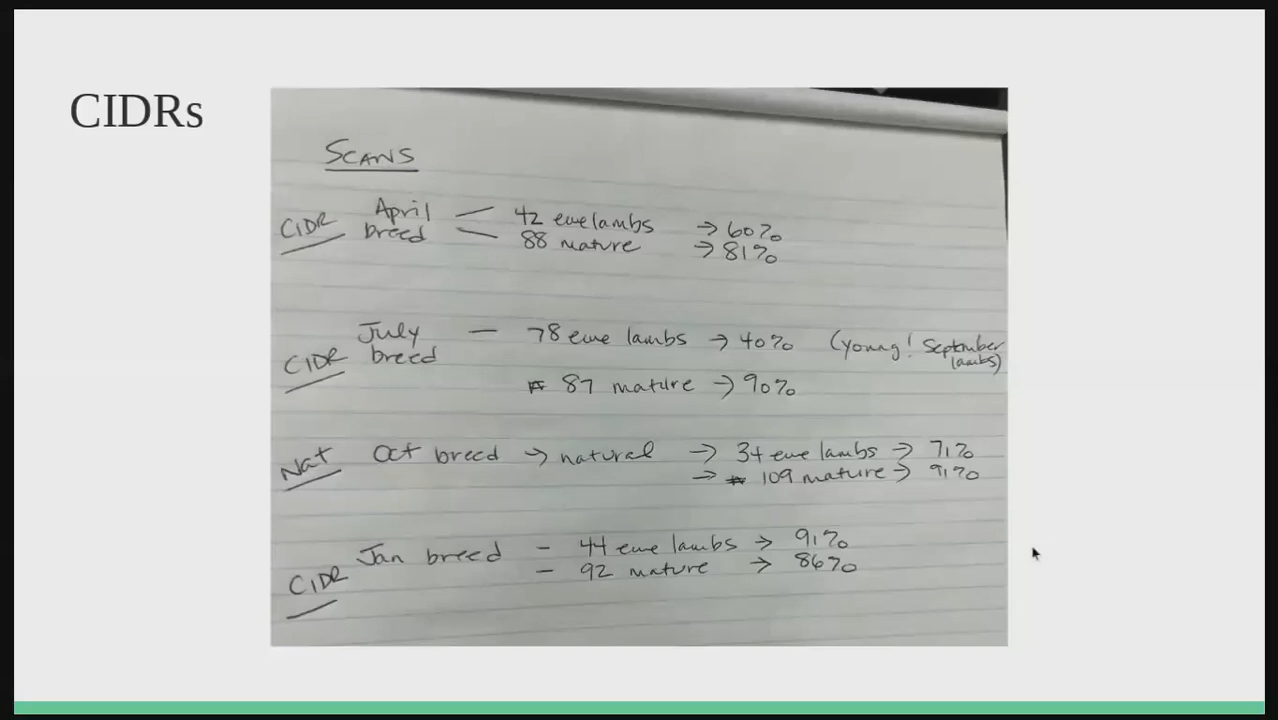 CIDRs
SCANS
CIDR April — 42 ewe lambs → 60%
breed — 88 mature → 81%
July — 78 ewe lambs → 40% (young! September
CIDR breed lambs)
87 mature → 90%
Nat Oct breed → natural → 34 ewe lambs → 71%
→ 109 mature → 91%
Jan breed - 44 ewe lambs → 91%
CIDR - 92 mature → 86%